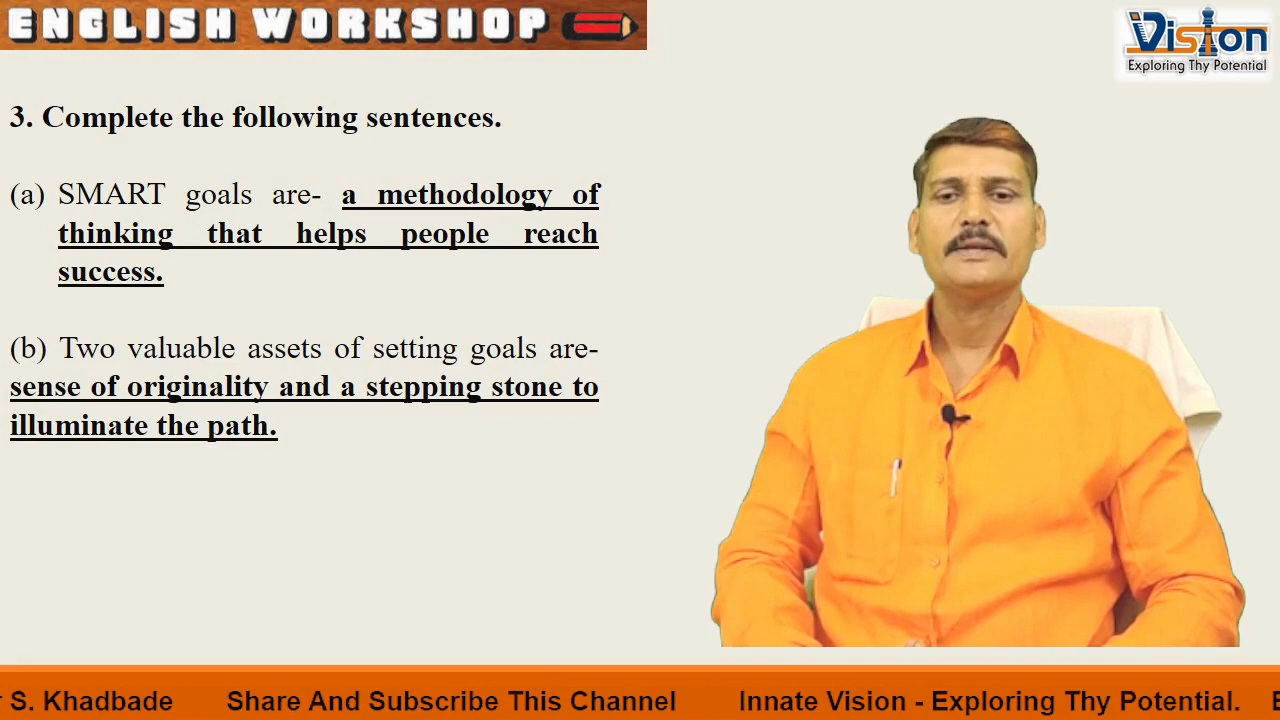 ENGLISH WORKSHOP
Vision
Exploring Thy Potential
3. Complete the following sentences.
(a) SMART goals are- a methodology of
thinking that helps people reach
success.
(b) Two valuable assets of setting goals are-
sense of originality and a stepping stone to
illuminate the path.
r S. Khadbade Share And Subscribe This Channel Innate Vision - Exploring Thy Potential. E